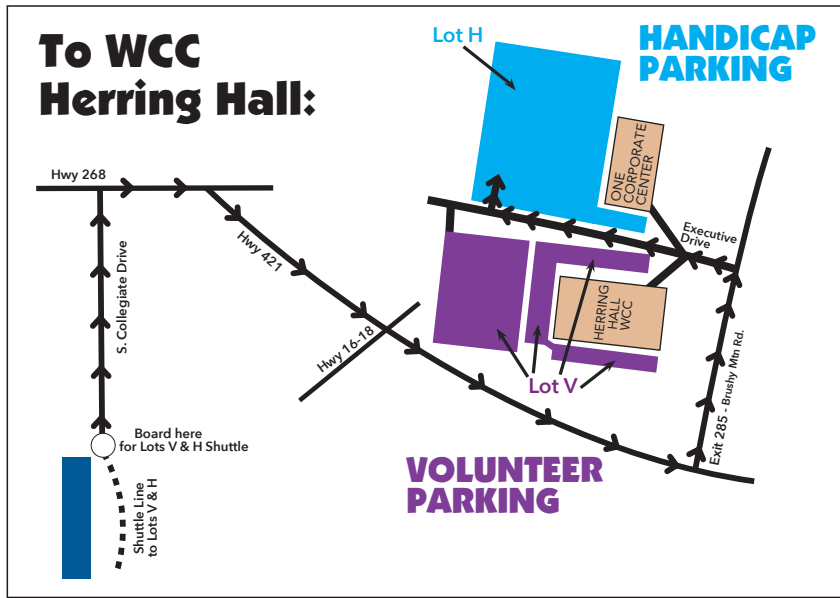 To WCC
Herring Hall:
Lot H
HANDICAP
PARKING
ONE
CORPORATE
CENTER
Hwy 268
Hwy 421
Executive
Drive
S. Collegiate Drive
HERRING
HALL
WCC
Hwy 16-18
Lot V
Exit 285 - Brushy Mtn Rd.
Board here
for Lots V & H Shuttle
VOLUNTEER
PARKING
Shuttle Line
to Lots V & H